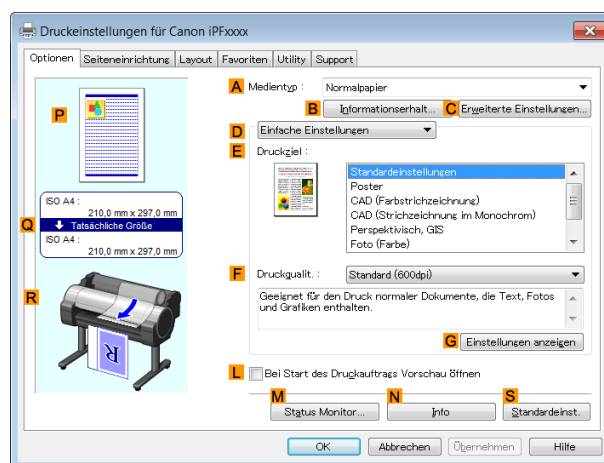 Druckeinstellungen für Canon iPFxxxx
Optionen Seiteneinrichtung Layout Favoriten Utility Support
P
ISO A4 :
210,0 mm x 297,0 mm
Q Tatsächliche Größe
ISO A4 :
210,0 mm x 297,0 mm
R
R
A Medientyp : Normalpapier
B Informationserhalt... C Erweiterte Einstellungen...
D Einfache Einstellungen
E Druckziel :
Standardeinstellungen
Poster
CAD (Farbstrichzeichnung)
CAD (Strichzeichnung im Monochrom)
Perspektivisch, GIS
Foto (Farbe)
F Druckqualit. : Standard (600dpi)
Geeignet für den Druck normaler Dokumente, die Text, Fotos
und Grafiken enthalten.
G Einstellungen anzeigen
L Bei Start des Druckauftrags Vorschau öffnen
M N S
Status Monitor... Info Standardeinst.
OK Abbrechen Übernehmen Hilfe